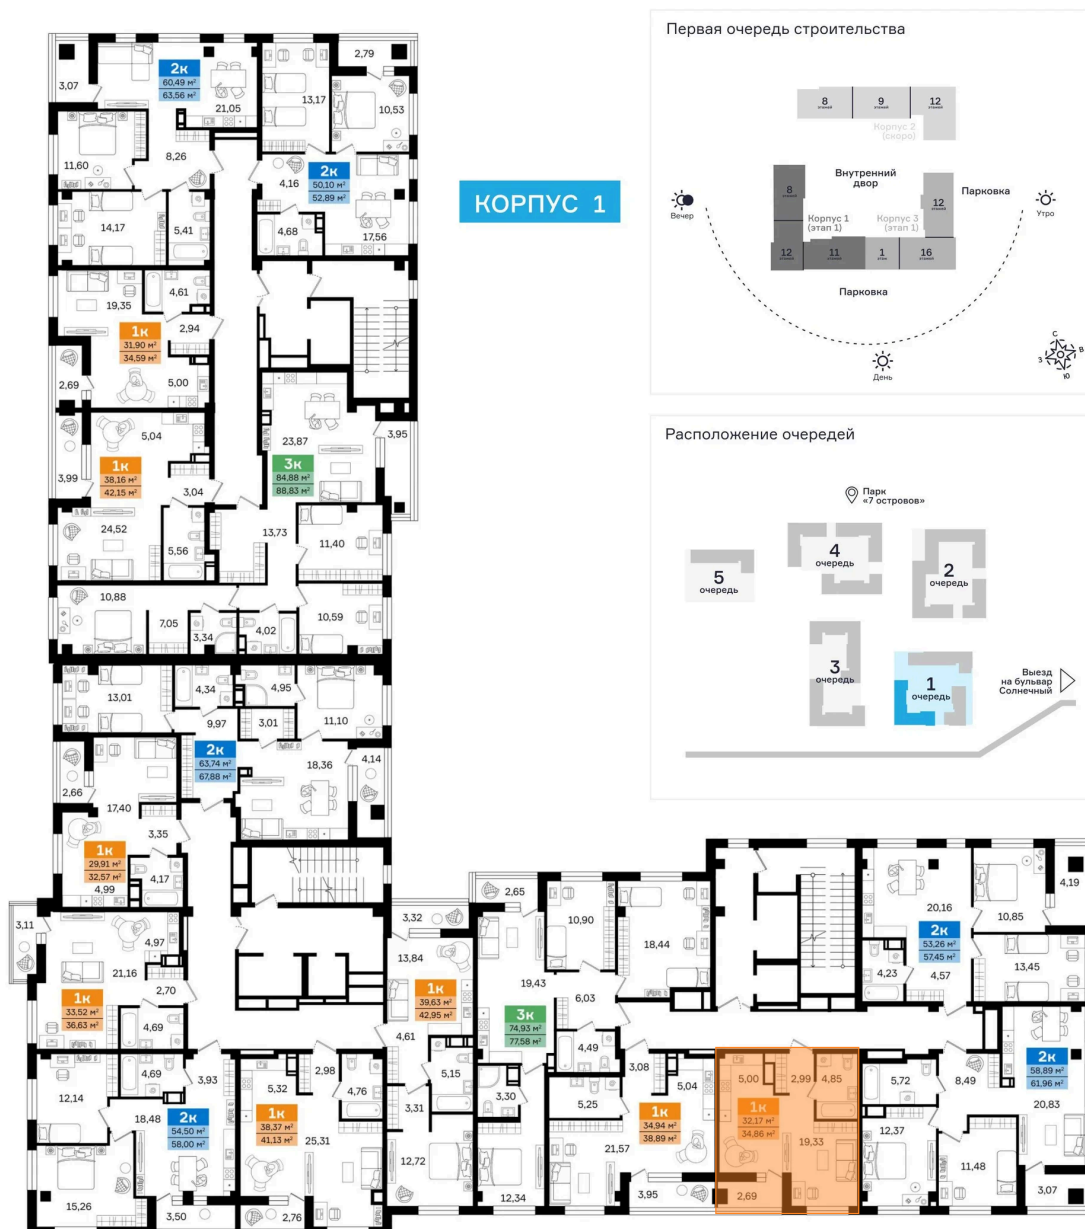 Первая очередь строительства
8
этажей
9
этажей
12
этажей
Корпус 2
(скоро)
Внутренний
двор
8
этажей
12
этажей
Парковка
Вечер
Утро
Корпус 1
(этап 1)
Корпус 3
(этап 1)
12
этажей
11
этажей
1
этаж
16
этажей
Парковка
День
С
В
З
Ю
КОРПУС 1
Расположение очередей
Парк
«7 островов»
4
очередь
5
очередь
2
очередь
3
очередь
1
очередь
Выезд
на бульвар
Солнечный
3,07
2к
60,49 м²
63,56 м²
21,05
13,17
2,79
10,53
11,60
8,26
4,16
2к
50,10 м²
52,89 м²
14,17
5,41
4,68
17,56
19,35
4,61
2,94
1к
31,90 м²
34,59 м²
2,69
5,00
5,04
3,99
1к
38,16 м²
42,15 м²
3,04
24,52
5,56
23,87
3,95
3к
84,88 м²
88,83 м²
13,73
11,40
10,88
7,05
3,34
4,02
10,59
13,01
4,34
4,95
9,97
3,01
11,10
2к
63,74 м²
67,88 м²
18,36
4,14
2,66
17,40
3,35
1к
29,91 м²
32,57 м²
4,99
4,17
3,11
4,97
21,16
2,70
1к
33,52 м²
36,63 м²
4,69
3,32
13,84
1к
39,63 м²
42,95 м²
4,61
5,15
3,31
12,72
2,65
10,90
18,44
19,43
6,03
3к
74,93 м²
77,58 м²
4,49
3,30
12,34
20,16
10,85
4,19
2к
53,26 м²
57,45 м²
4,23
4,57
13,45
12,14
4,69
3,93
18,48
2к
54,50 м²
58,00 м²
15,26
3,50
5,32
2,98
4,76
1к
38,37 м²
41,13 м²
25,31
2,76
3,08
5,04
5,25
1к
34,94 м²
38,89 м²
21,57
3,95
5,00
2,99
4,85
1к
32,17 м²
34,86 м²
19,33
2,69
5,72
8,49
2к
58,89 м²
61,96 м²
12,37
20,83
11,48
3,07